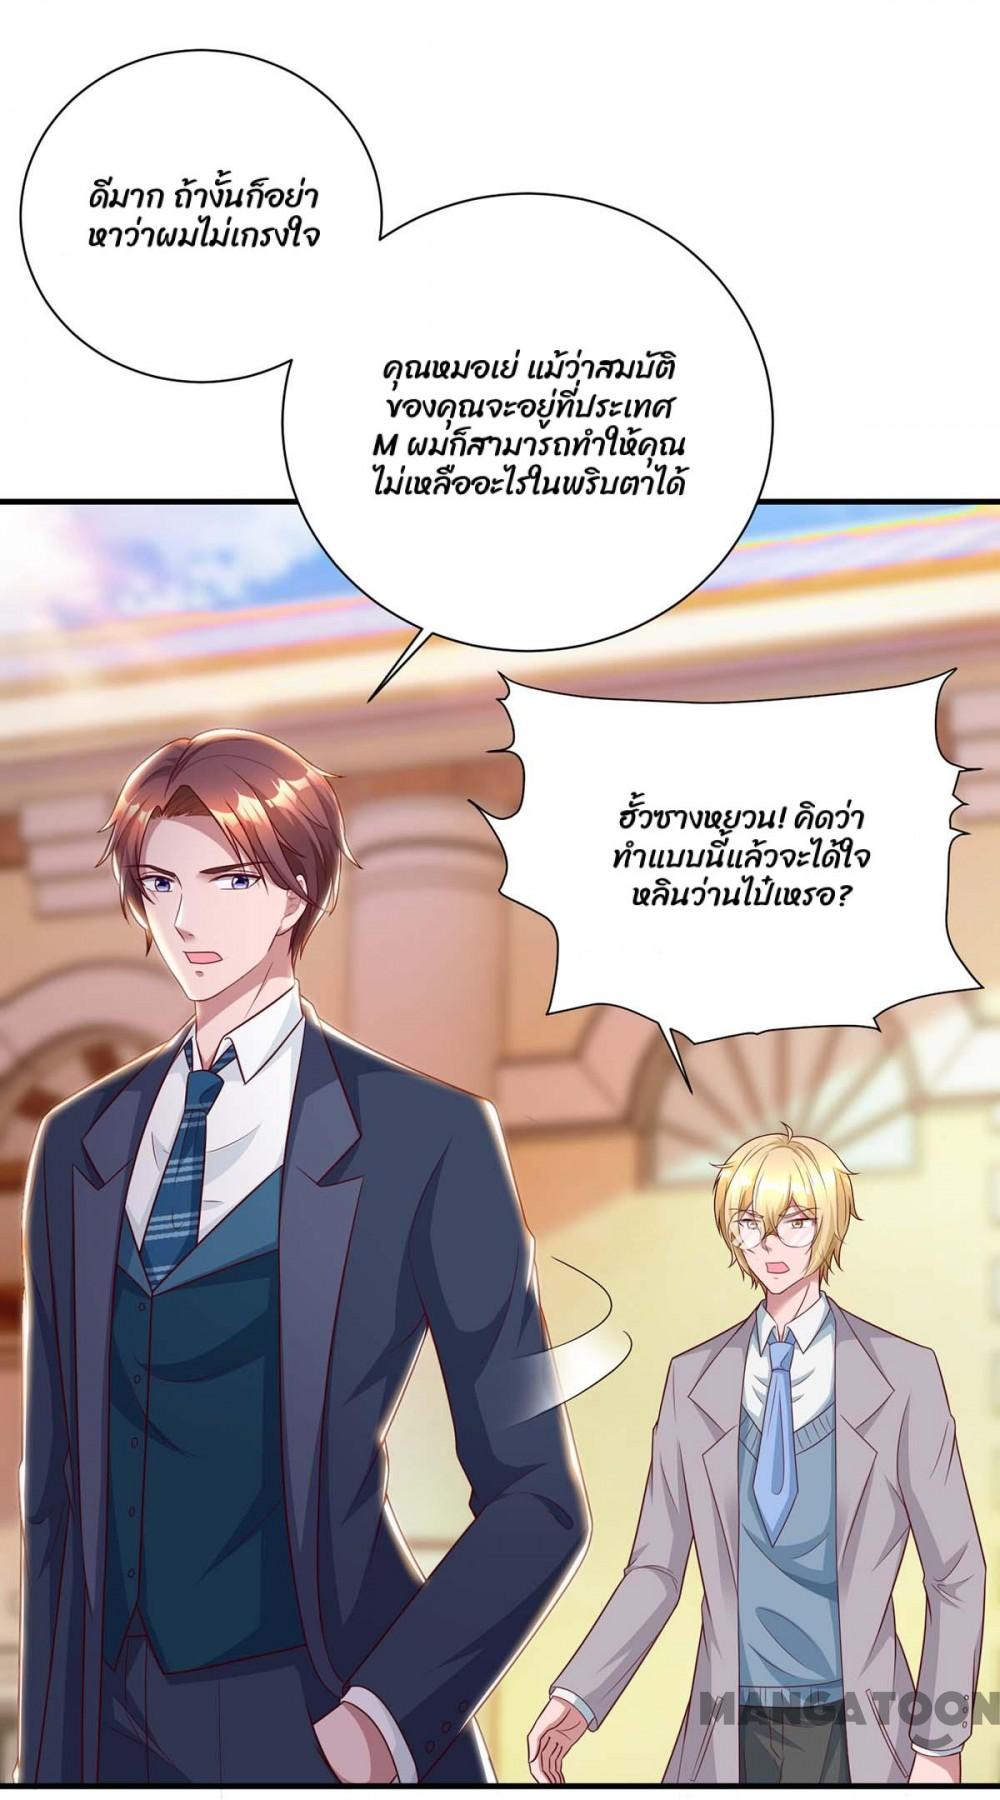 ดีมาก ถ้างั้นก็อย่า
หาว่าผมไม่เกรงใจ
คุณหมอเย่ แม้ว่าสมบัติ
ของคุณจะอยู่ที่ประเทศ
M ผมก็สามารถทำให้คุณ
ไม่เหลืออะไรในพริบตาได้
ฮั้วซางหยวน! คิดว่า
ทำแบบนี้แล้วจะได้ใจ
หลินว่านไป๋เหรอ?
MANGATOON